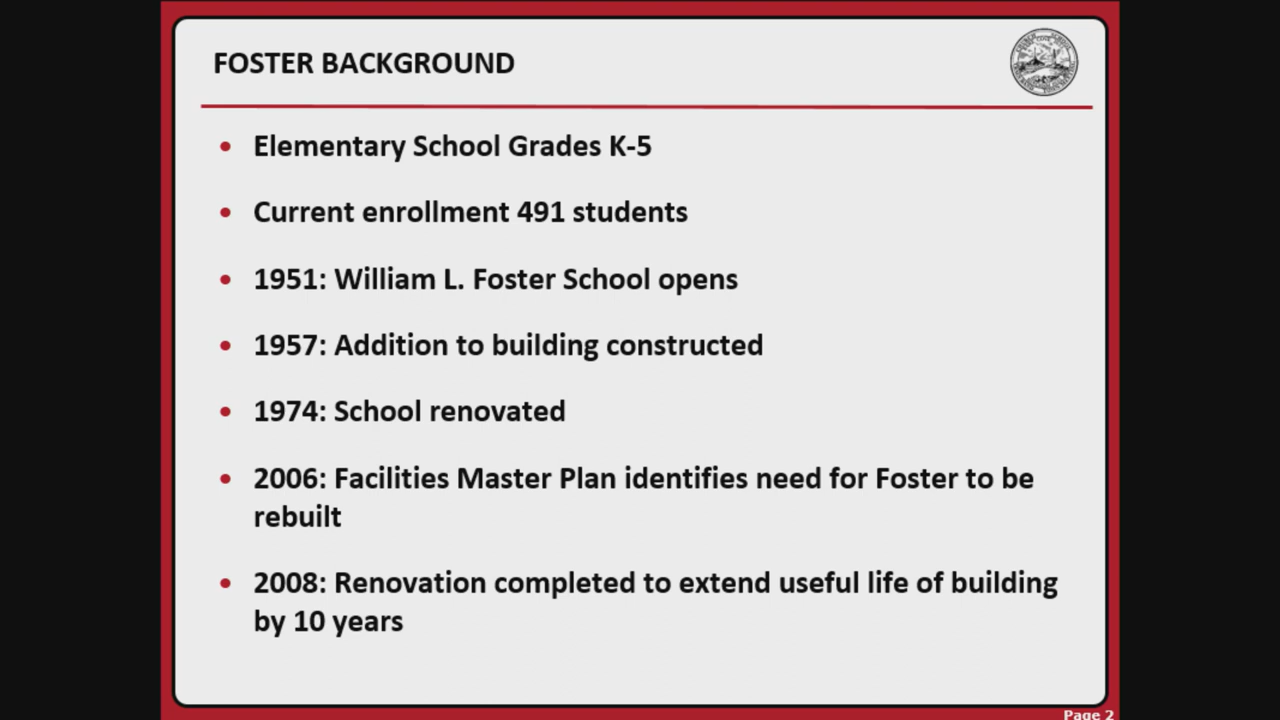 FOSTER BACKGROUND
• Elementary School Grades K-5
• Current enrollment 491 students
• 1951: William L. Foster School opens
• 1957: Addition to building constructed
• 1974: School renovated
• 2006: Facilities Master Plan identifies need for Foster to be
rebuilt
• 2008: Renovation completed to extend useful life of building
by 10 years
Page 2